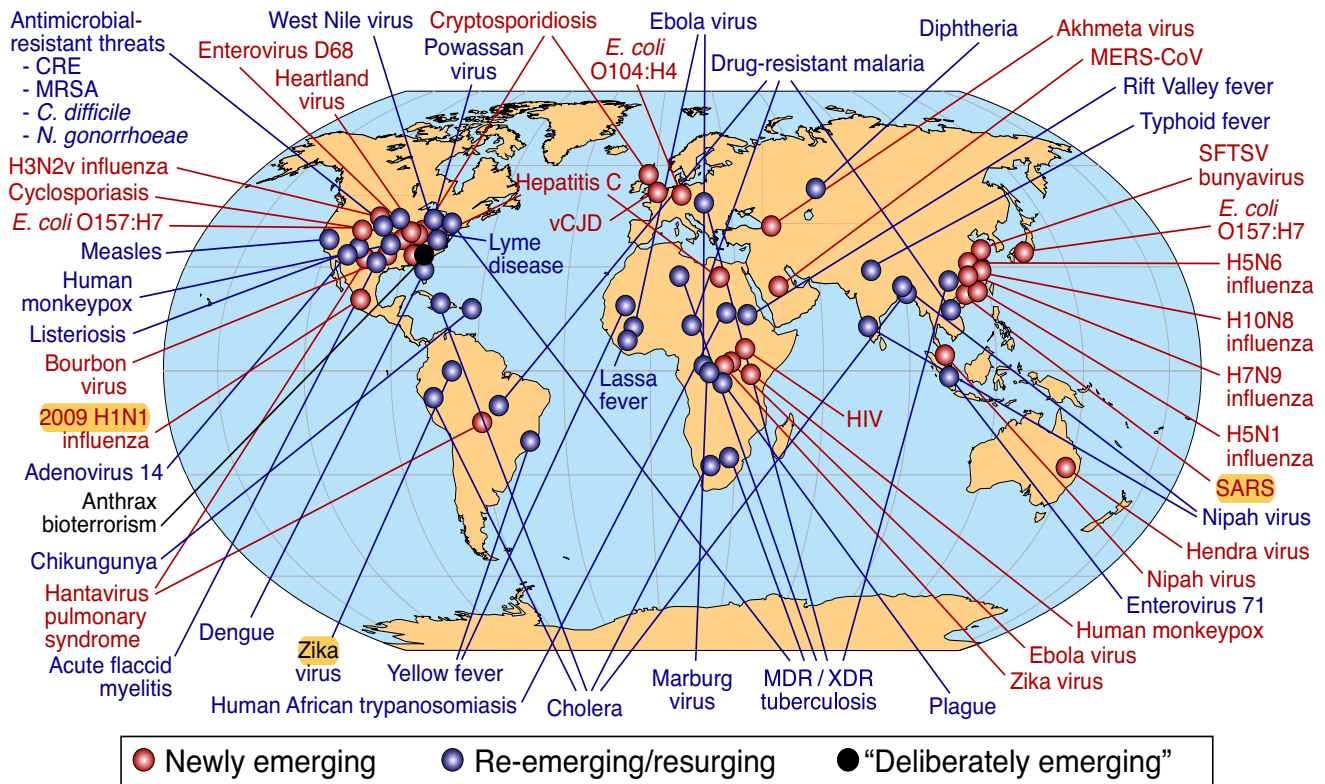 Antimicrobial-
resistant threats
- CRE
- MRSA
- C. difficile
- N. gonorrhoeae
West Nile virus
Enterovirus D68
Heartland
virus
Cryptosporidiosis
Powassan
virus
E. coli
O104:H4
Ebola virus
Drug-resistant malaria
Diphtheria
Akhmeta virus
MERS-CoV
Rift Valley fever
Typhoid fever
SFTSV
bunyavirus
E. coli
O157:H7
H5N6
influenza
H10N8
influenza
H7N9
influenza
H5N1
influenza
SARS
Nipah virus
Hendra virus
Nipah virus
Enterovirus 71
Human monkeypox
Ebola virus
Zika virus
H3N2v influenza
Cyclosporiasis
E. coli O157:H7
Measles
Human
monkeypox
Listeriosis
Bourbon
virus
2009 H1N1
influenza
Adenovirus 14
Anthrax
bioterrorism
Chikungunya
Hantavirus
pulmonary
syndrome
Acute flaccid
myelitis
Hepatitis C
vCJD
Lyme
disease
Lassa
fever
HIV
Dengue
Zika
virus
Yellow fever
Human African trypanosomiasis
Cholera
Marburg
virus
MDR / XDR
tuberculosis
Plague
Newly emerging
Re-emerging/resurging
“Deliberately emerging”